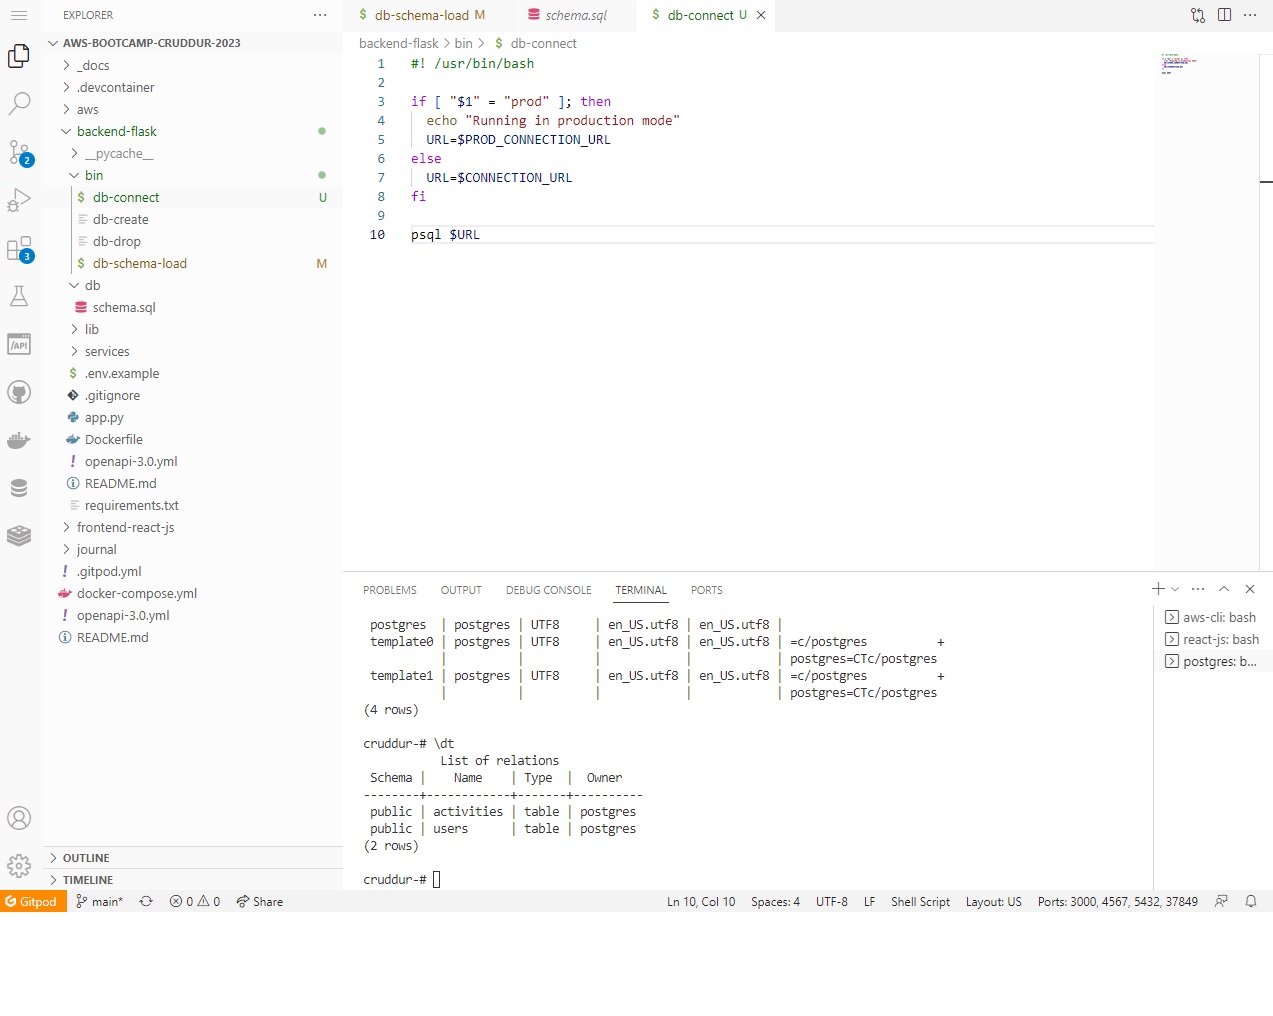 EXPLORER
AWS-BOOTCAMP-CRUDDUR-2023
_docs
.devcontainer
aws
backend-flask
__pycache__
bin
$ db-connect U
db-create
db-drop
$ db-schema-load M
db
schema.sql
lib
services
$ .env.example
.gitignore
app.py
Dockerfile
! openapi-3.0.yml
README.md
requirements.txt
frontend-react-js
journal
! .gitpod.yml
docker-compose.yml
! openapi-3.0.yml
README.md
OUTLINE
TIMELINE
2
3
/API
$ db-schema-load M schema.sql $ db-connect U
backend-flask > bin > $ db-connect
1 #! /usr/bin/bash
2
3 if [ "$1" = "prod" ]; then
4 echo "Running in production mode"
5 URL=$PROD_CONNECTION_URL
6 else
7 URL=$CONNECTION_URL
8 fi
9
10 psql $URL
PROBLEMS OUTPUT DEBUG CONSOLE TERMINAL PORTS
postgres | postgres | UTF8 | en_US.utf8 | en_US.utf8 |
template0 | postgres | UTF8 | en_US.utf8 | en_US.utf8 | =c/postgres +
| | | | | postgres=CTc/postgres
template1 | postgres | UTF8 | en_US.utf8 | en_US.utf8 | =c/postgres +
| | | | | postgres=CTc/postgres
(4 rows)
cruddur-# \dt
List of relations
Schema | Name | Type | Owner
--------+------------+-------+----------
public | activities | table | postgres
public | users | table | postgres
(2 rows)
cruddur-#
aws-cli: bash
react-js: bash
postgres: b...
Gitpod main* 0 0 Share Ln 10, Col 10 Spaces: 4 UTF-8 LF Shell Script Layout: US Ports: 3000, 4567, 5432, 37849